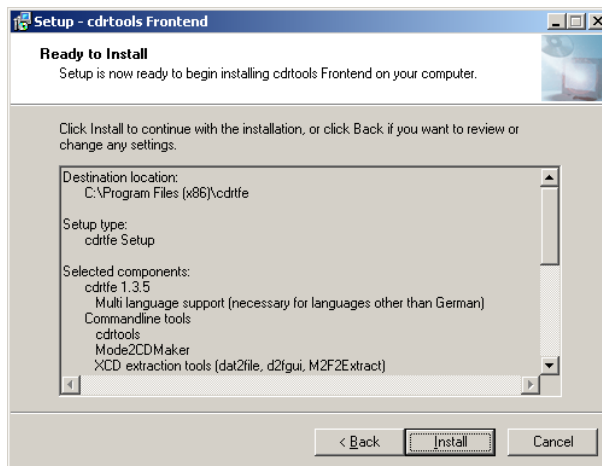 Setup - cdrtools Frontend
Ready to Install
Setup is now ready to begin installing cdrtools Frontend on your computer.
Click Install to continue with the installation, or click Back if you want to review or
change any settings.
Destination location:
C:\Program Files (x86)\cdrtfe
Setup type:
cdrtfe Setup
Selected components:
cdrtfe 1.3.5
Multi language support (necessary for languages other than German)
Commandline tools
cdrtools
Mode2CDMaker
XCD extraction tools (dat2file, d2fgui, M2F2Extract)
< Back
Install
Cancel